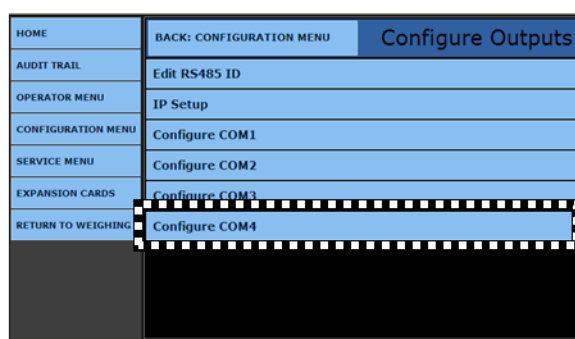 HOME
AUDIT TRAIL
OPERATOR MENU
CONFIGURATION MENU
SERVICE MENU
EXPANSION CARDS
RETURN TO WEIGHING
BACK: CONFIGURATION MENU
Configure Outputs
Edit RS485 ID
IP Setup
Configure COM1
Configure COM2
Configure COM3
Configure COM4